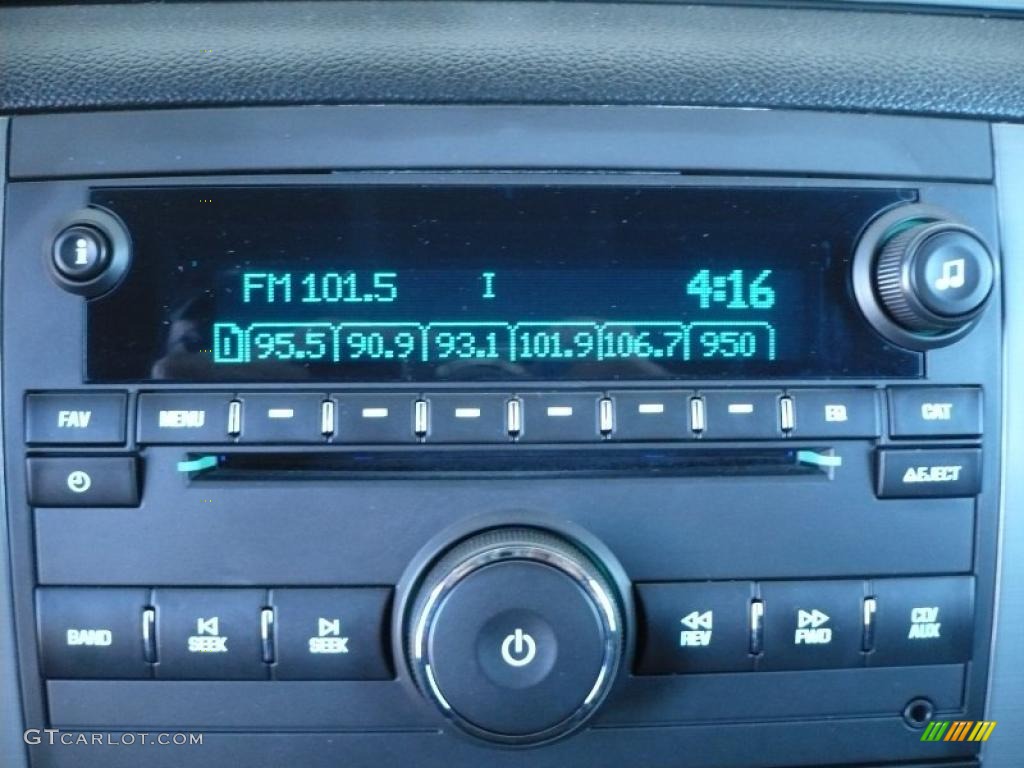 FM 101.5 I 4:16
1 95.5 90.9 93.1 101.9 106.7 950
FAV MENU EQ CAT
EJECT
BAND SEEK SEEK REV FWD CD/
AUX
GTCARLOT.COM